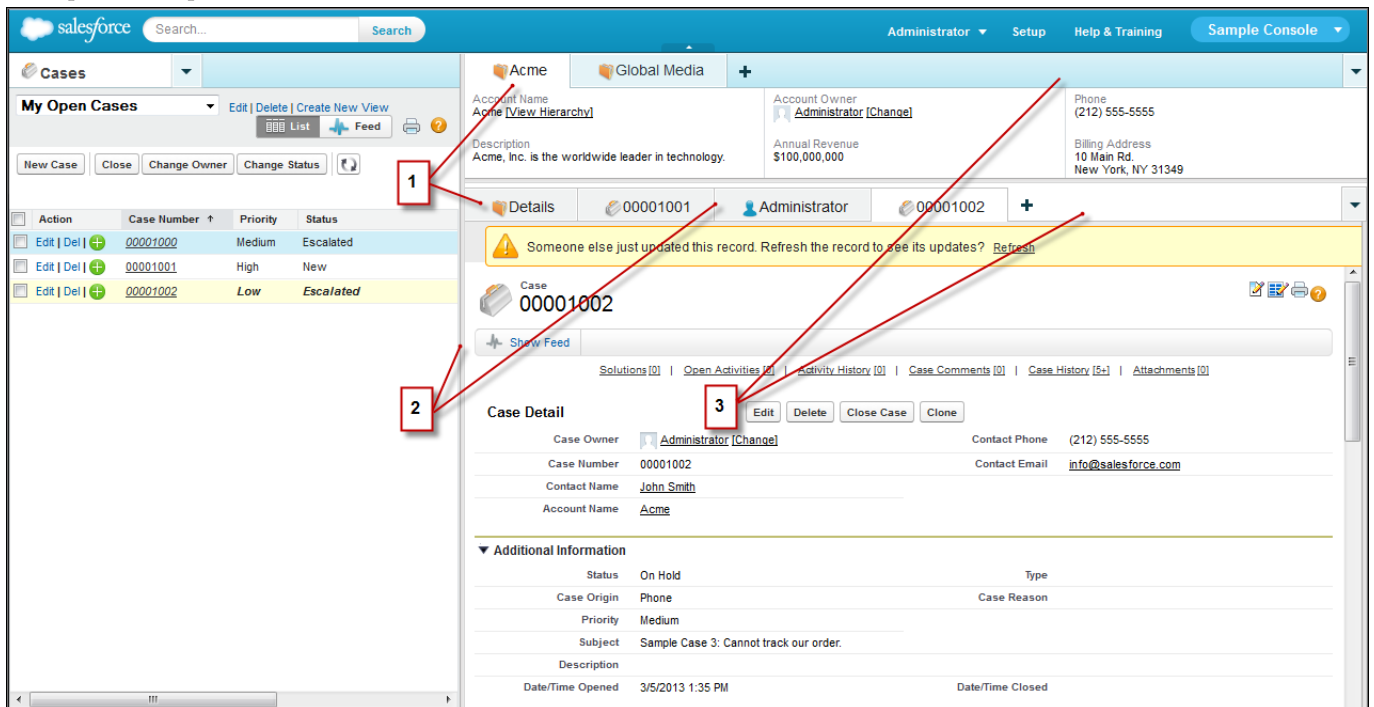 salesforce Search... Search Administrator Setup Help & Training Sample Console
Cases
My Open Cases Edit | Delete | Create New View
List Feed
New Case Close Change Owner Change Status
Action Case Number Priority Status
Edit | Del | 00001000 Medium Escalated
Edit | Del | 00001001 High New
Edit | Del | 00001002 Low Escalated
1
2
Acme Global Media
Account Name Account Owner Phone
Acme [View Hierarchy] Administrator [Change] (212) 555-5555
Description Annual Revenue Billing Address
Acme, Inc. is the worldwide leader in technology. $100,000,000 10 Main Rd.
New York, NY 31349
Details 00001001 Administrator 00001002
Someone else just updated this record. Refresh the record to see its updates? Refresh
Case
00001002
Show Feed
Solutions [0] | Open Activities [0] | Activity History [0] | Case Comments [0] | Case History [5+] | Attachments [0]
3
Case Detail Edit Delete Close Case Clone
Case Owner Administrator [Change] Contact Phone (212) 555-5555
Case Number 00001002 Contact Email info@salesforce.com
Contact Name John Smith
Account Name Acme
Additional Information
Status On Hold Type
Case Origin Phone Case Reason
Priority Medium
Subject Sample Case 3: Cannot track our order.
Description
Date/Time Opened 3/5/2013 1:35 PM Date/Time Closed